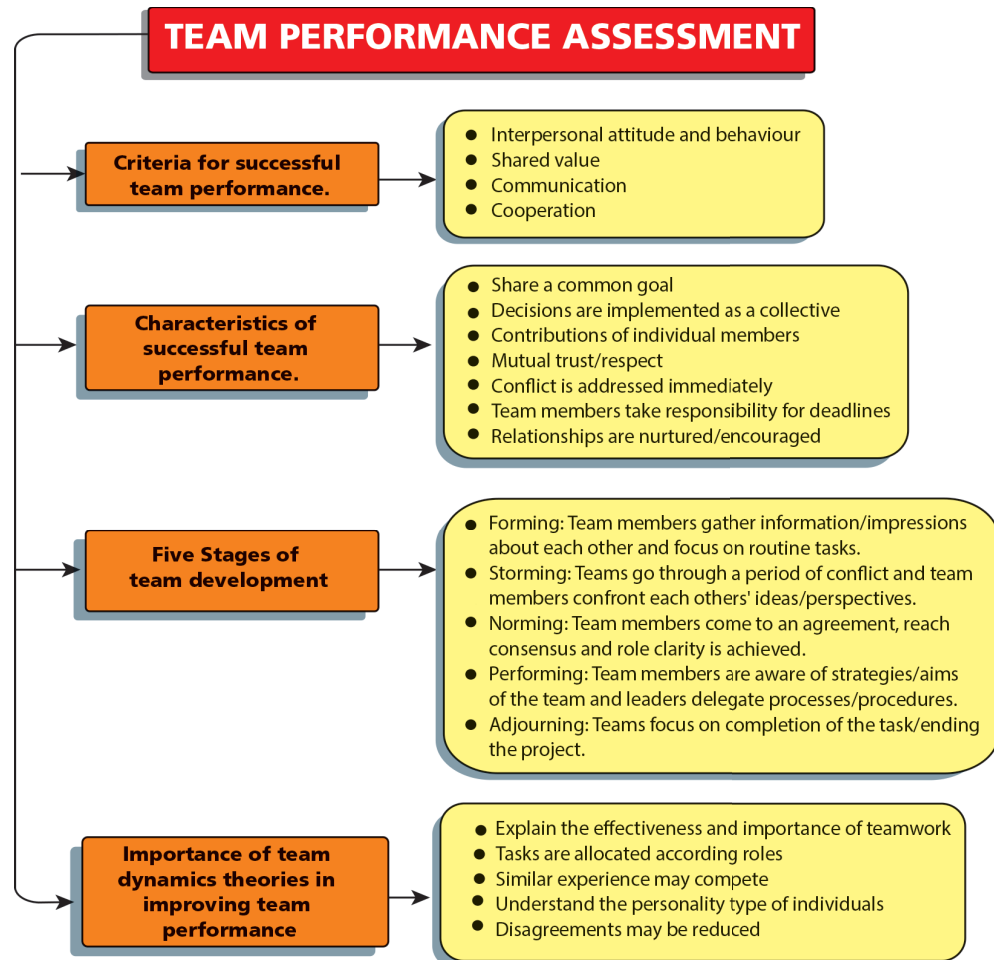 TEAM PERFORMANCE ASSESSMENT
Criteria for successful
team performance.
● Interpersonal attitude and behaviour
● Shared value
● Communication
● Cooperation
Characteristics of
successful team
performance.
● Share a common goal
● Decisions are implemented as a collective
● Contributions of individual members
● Mutual trust/respect
● Conflict is addressed immediately
● Team members take responsibility for deadlines
● Relationships are nurtured/encouraged
Five Stages of
team development
● Forming: Team members gather information/impressions
about each other and focus on routine tasks.
● Storming: Teams go through a period of conflict and team
members confront each others' ideas/perspectives.
● Norming: Team members come to an agreement, reach
consensus and role clarity is achieved.
● Performing: Team members are aware of strategies/aims
of the team and leaders delegate processes/procedures.
● Adjourning: Teams focus on completion of the task/ending
the project.
Importance of team
dynamics theories in
improving team
performance
● Explain the effectiveness and importance of teamwork
● Tasks are allocated according roles
● Similar experience may compete
● Understand the personality type of individuals
● Disagreements may be reduced